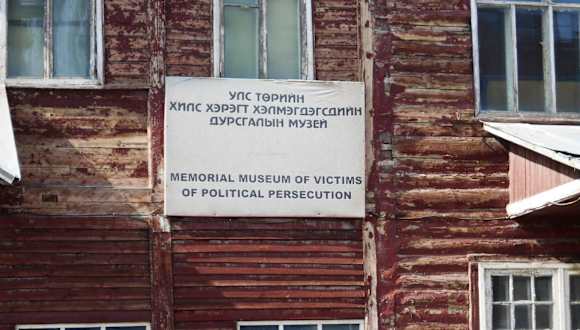 УЛС ТӨРИЙН
ХИЛС ХЭРЭГТ ХЭЛМЭГДЭГСДИЙН
ДУРСГАЛЫН МУЗЕЙ
MEMORIAL MUSEUM OF VICTIMS
OF POLITICAL PERSECUTION